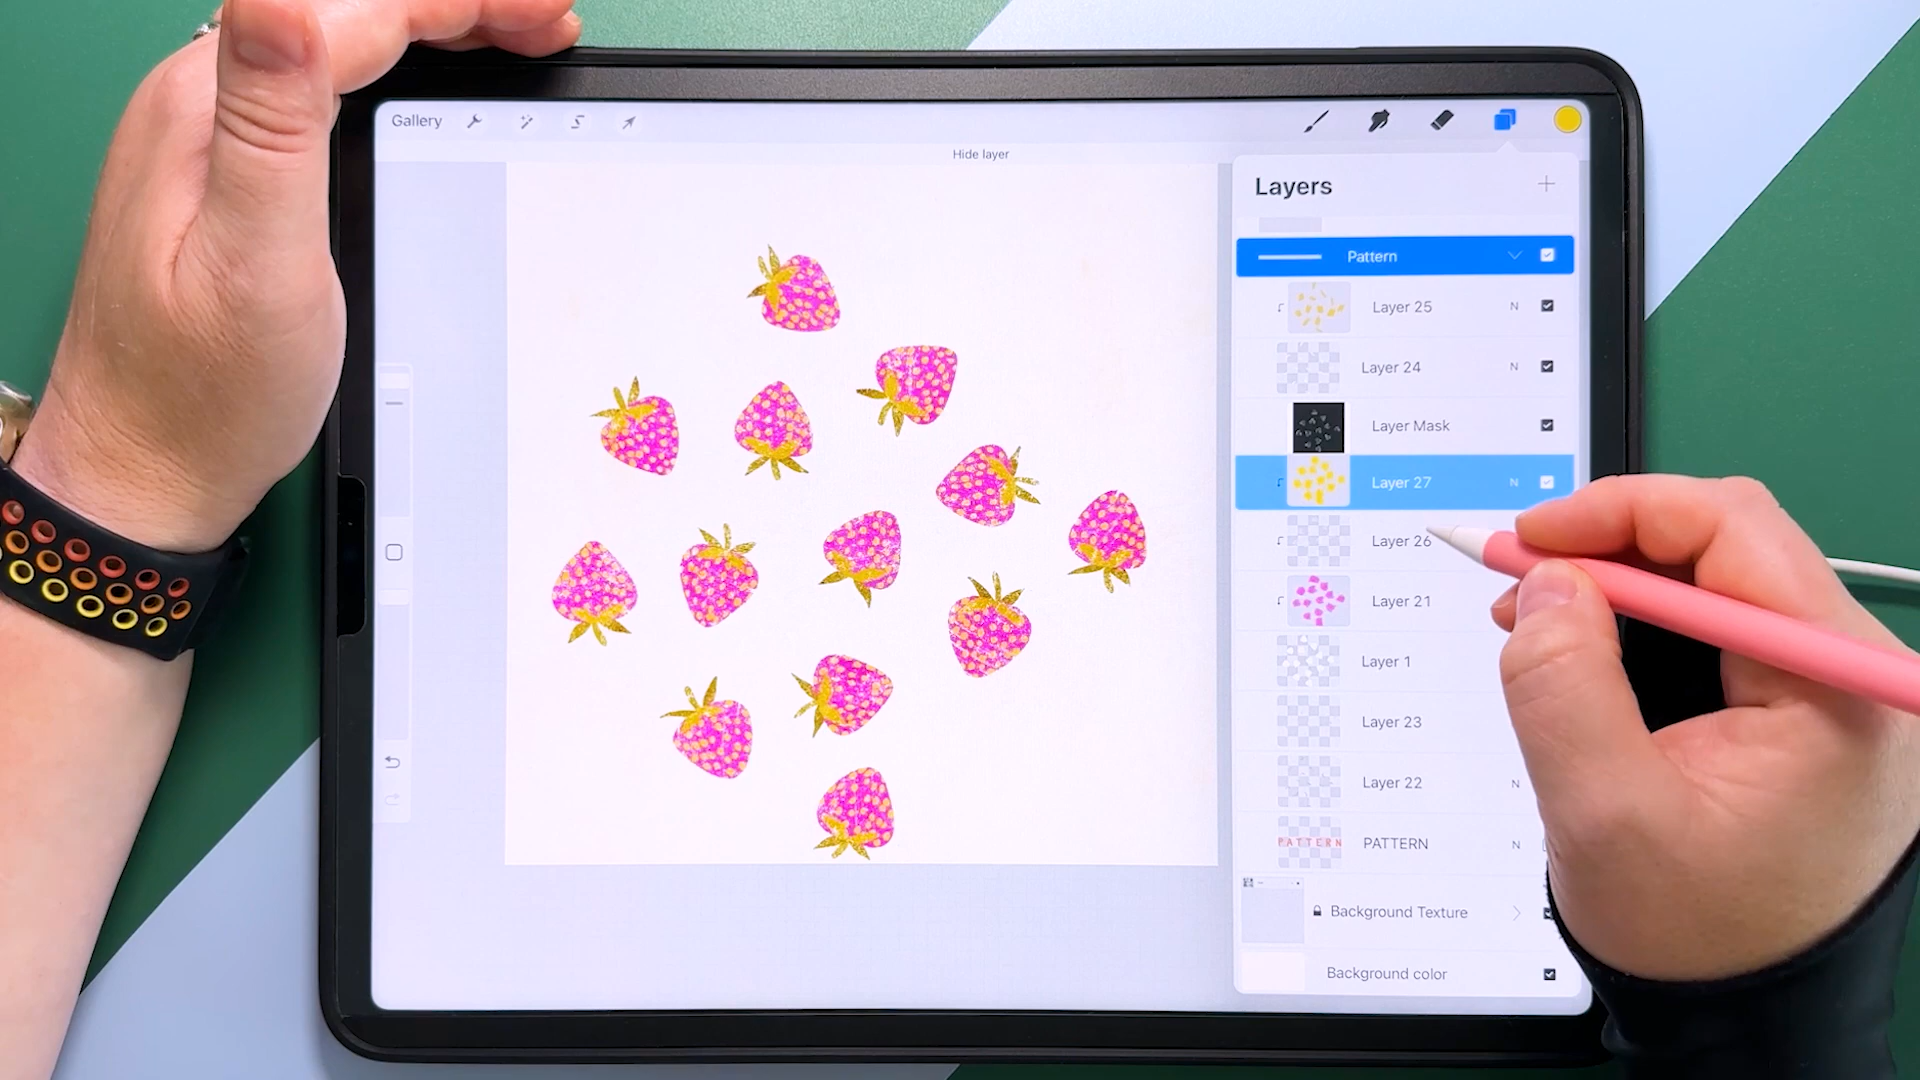 Gallery
Hide layer
Layers
Pattern
Layer 25 N
Layer 24 N
Layer Mask
Layer 27 N
Layer 26
Layer 21
Layer 1
Layer 23
Layer 22 N
PATTERN PATTERN N
Background Texture
Background color